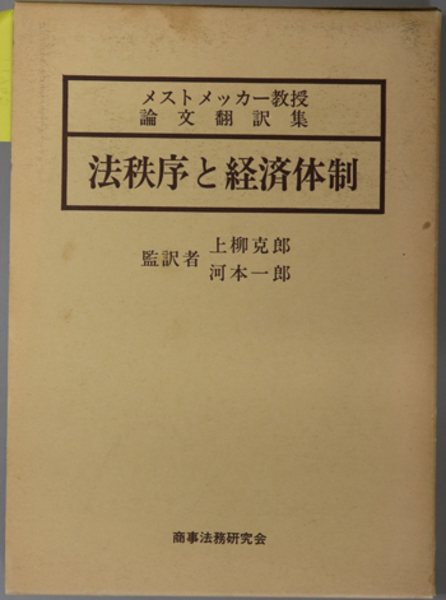 メストメッカー教授
論文翻訳集
法秩序と経済体制
監訳者
上柳克郎
河本一郎
商事法務研究会